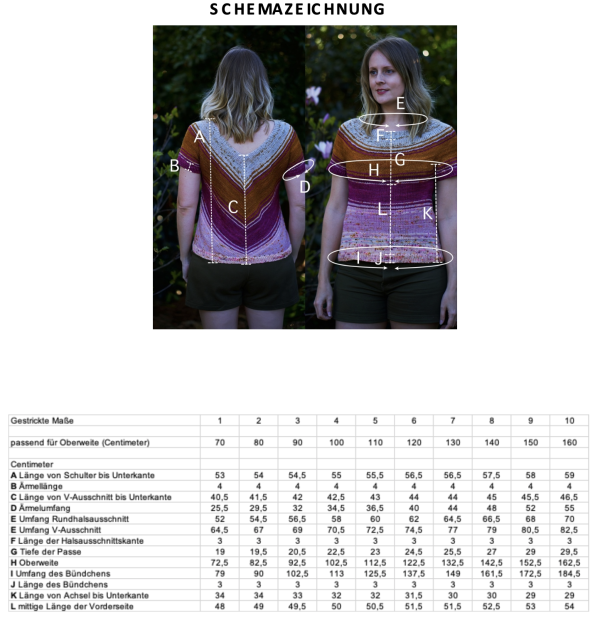 SCHEMAZEICHNUNG
E
A
F
B
G
H
D
C
L
K
I
J
Gestrickte Maße 1 2 3 4 5 6 7 8 9 10
passend für Oberweite (Centimeter) 70 80 90 100 110 120 130 140 150 160
Centimeter
A Länge von Schulter bis Unterkante 53 54 54,5 55 55,5 56,5 56,5 57,5 58 59
B Ärmellänge 4 4 4 4 4 4 4 4 4 4
C Länge von V-Ausschnitt bis Unterkante 40,5 41,5 42 42,5 43 44 44 45 45,5 46,5
D Ärmelumfang 25,5 29,5 32 34,5 36,5 40 44 48 52 55
E Umfang Rundhalsausschnitt 52 54,5 56,5 58 60 62 64,5 66,5 68 70
E Umfang V-Ausschnitt 64,5 67 69 70,5 72,5 74,5 77 79 80,5 82,5
F Länge der Halsausschnittskante 3 3 3 3 3 3 3 3 3 3
G Tiefe der Passe 19 19,5 20,5 22,5 23 24,5 25,5 27 29 29,5
H Oberweite 72,5 82,5 92,5 102,5 112,5 122,5 132,5 142,5 152,5 162,5
I Umfang des Bündchens 79 90 102,5 113 125,5 137,5 149 161,5 172,5 184,5
J Länge des Bündchens 3 3 3 3 3 3 3 3 3 3
K Länge von Achsel bis Unterkante 34 34 33 32 32 31,5 30 30 29 29
L mittige Länge der Vorderseite 48 49 49,5 50 50,5 51,5 51,5 52,5 53 54